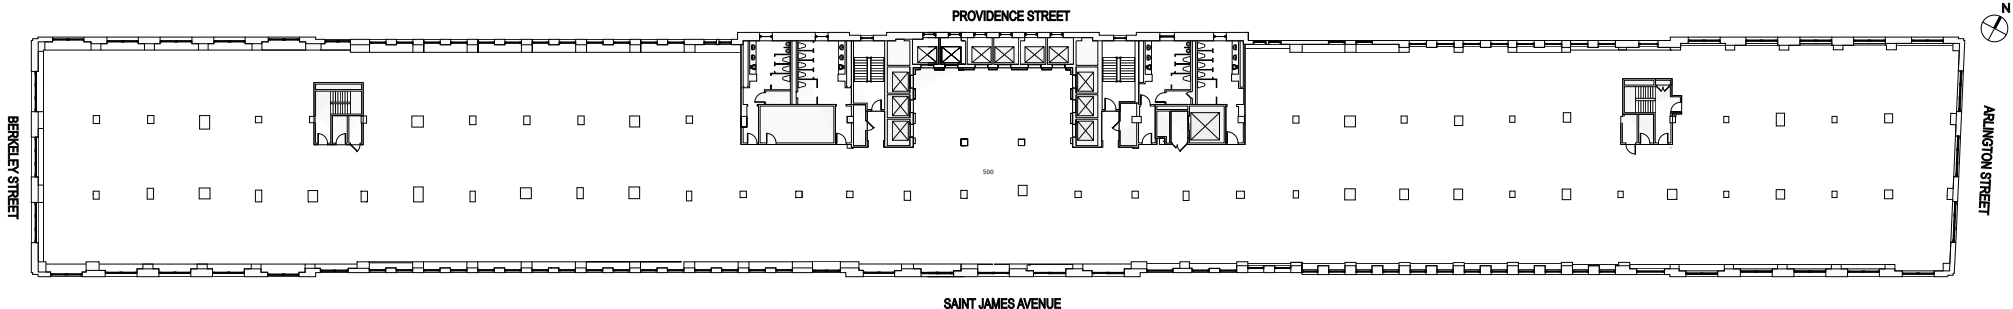 PROVIDENCE STREET
N
BERKELEY STREET
ARLINGTON STREET
500
SAINT JAMES AVENUE